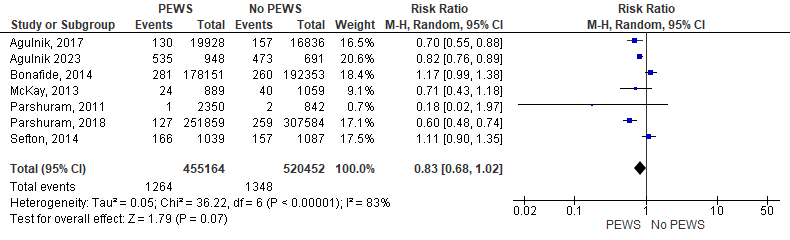 PEWS No PEWS Risk Ratio Risk Ratio
Study or Subgroup Events Total Events Total Weight M-H, Random, 95% CI M-H, Random, 95% CI
Agulnik, 2017 130 19928 157 16836 16.5% 0.70 [0.55, 0.88]
Agulnik 2023 535 948 473 691 20.6% 0.82 [0.76, 0.89]
Bonafide, 2014 281 178151 260 192353 18.4% 1.17 [0.99, 1.38]
McKay, 2013 24 889 40 1059 9.1% 0.71 [0.43, 1.18]
Parshuram, 2011 1 2350 2 842 0.7% 0.18 [0.02, 1.97]
Parshuram, 2018 127 251859 259 307584 17.1% 0.60 [0.48, 0.74]
Sefton, 2014 166 1039 157 1087 17.5% 1.11 [0.90, 1.35]
Total (95% CI) 455164 520452 100.0% 0.83 [0.68, 1.02]
Total events 1264 1348
Heterogeneity: Tau² = 0.05; Chi² = 36.22, df = 6 (P < 0.00001); I² = 83%
Test for overall effect: Z = 1.79 (P = 0.07)
0.02 0.1 1 10 50
PEWS No PEWS